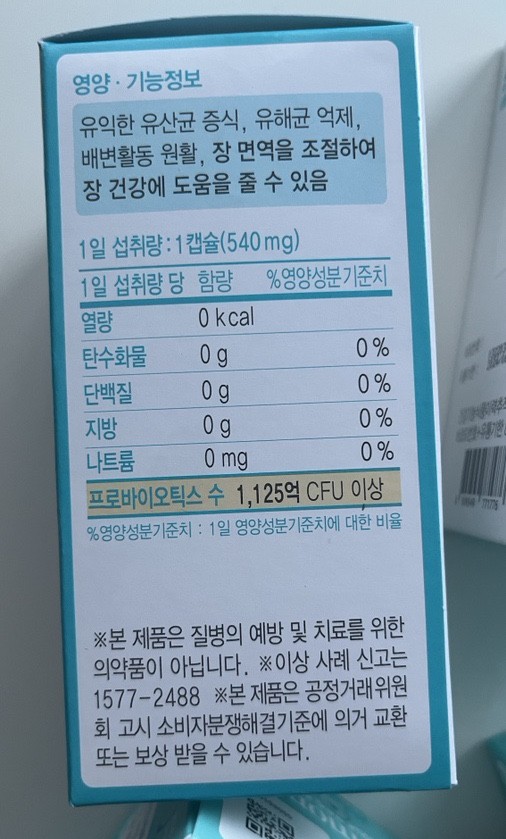 영양 · 기능정보
유익한 유산균 증식, 유해균 억제,
배변활동 원활, 장 면역을 조절하여
장 건강에 도움을 줄 수 있음
1일 섭취량 : 1캡슐(540mg)
1일 섭취량 당 함량 %영양성분기준치
열량 0 kcal
탄수화물 0 g 0 %
단백질 0 g 0 %
지방 0 g 0 %
나트륨 0 mg 0 %
프로바이오틱스 수 1,125억 CFU 이상
%영양성분기준치 : 1일 영양성분기준치에 대한 비율
※본 제품은 질병의 예방 및 치료를 위한
의약품이 아닙니다. ※이상 사례 신고는
1577-2488 ※본 제품은 공정거래위원
회 고시 소비자분쟁해결기준에 의거 교환
또는 보상 받을 수 있습니다.